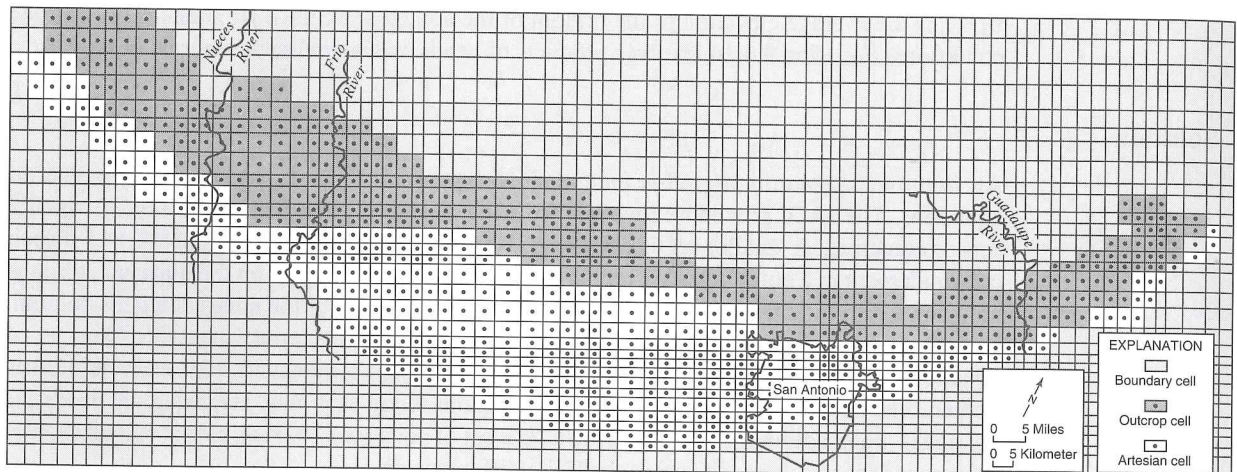 Nueces
River
Frio
River
Guadalupe
River
San Antonio
N
0 5 Miles
0 5 Kilometer
EXPLANATION
Boundary cell
Outcrop cell
Artesian cell